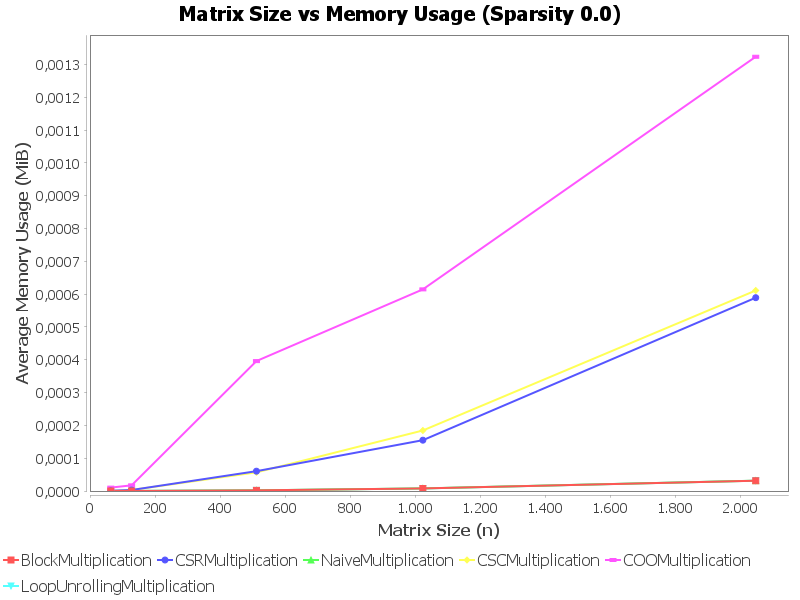 Matrix Size vs Memory Usage (Sparsity 0.0)
Average Memory Usage (MiB)
0,0013
0,0012
0,0011
0,0010
0,0009
0,0008
0,0007
0,0006
0,0005
0,0004
0,0003
0,0002
0,0001
0,0000
0 200 400 600 800 1.000 1.200 1.400 1.600 1.800 2.000
Matrix Size (n)
BlockMultiplication CSRMultiplication NaiveMultiplication CSCMultiplication COOMultiplication
LoopUnrollingMultiplication